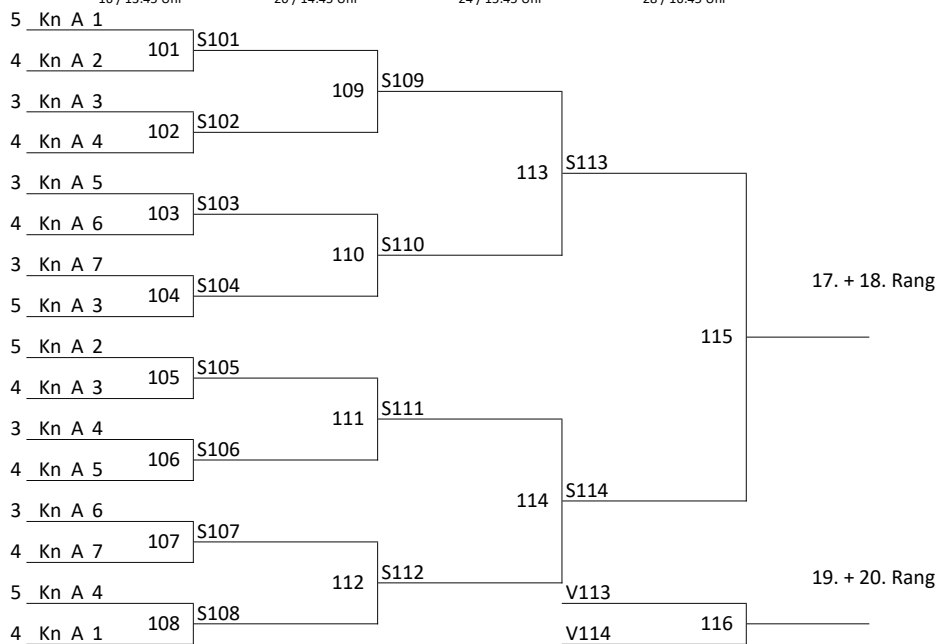 5 Kn A 1
S101
101
4 Kn A 2
S109
109
3 Kn A 3
S102
102
4 Kn A 4
S113
113
3 Kn A 5
S103
103
4 Kn A 6
S110
110
3 Kn A 7
17. + 18. Rang
S104
104
5 Kn A 3
115
5 Kn A 2
S105
105
4 Kn A 3
S111
111
3 Kn A 4
S106
106
4 Kn A 5
S114
114
3 Kn A 6
S107
107
4 Kn A 7
S112
112
19. + 20. Rang
5 Kn A 4
V113
S108
108
116
4 Kn A 1
V114